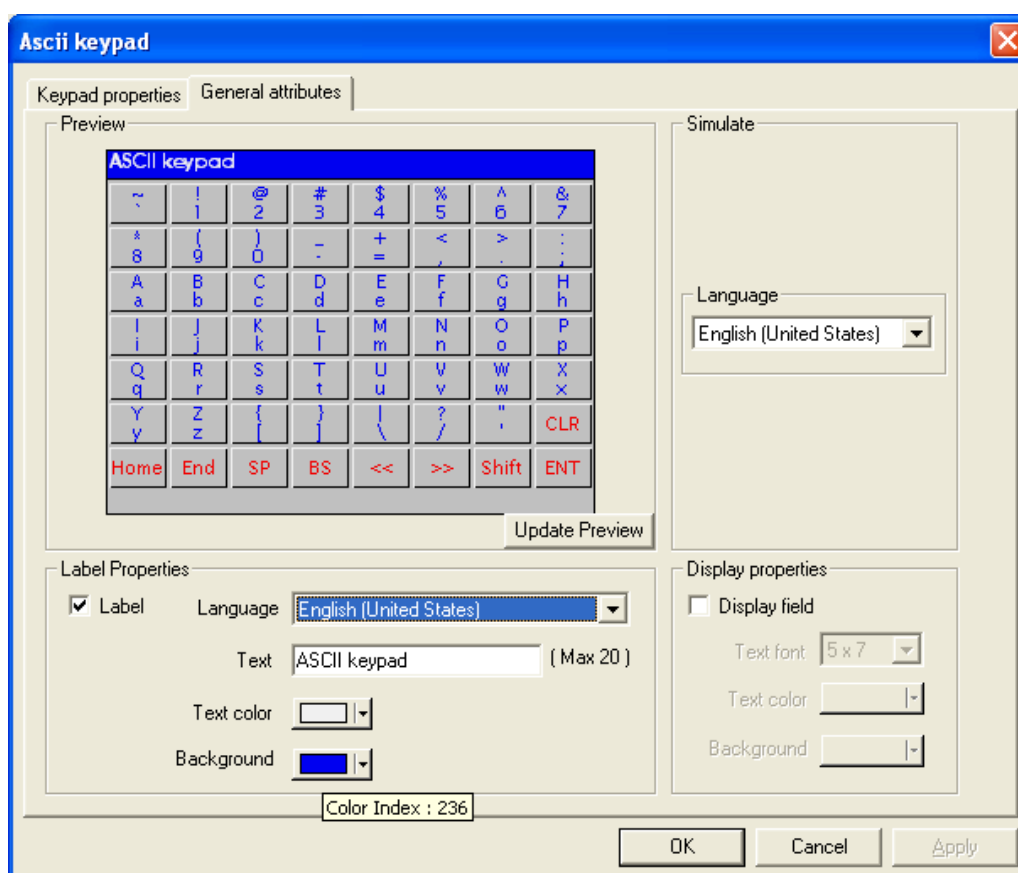 Ascii keypad
Keypad properties General attributes
Preview
ASCII keypad
~ ! @ # $ % ^ &
` 1 2 3 4 5 6 7
* ( ) _ + < > :
8 9 0 - = , . ;
A B C D E F G H
a b c d e f g h
I J K L M N O P
i j k l m n o p
Q R S T U V W X
q r s t u v w x
Y Z { } | ? " CLR
y z [ ] \ / '
Home End SP BS << >> Shift ENT
Update Preview
Simulate
Language
English (United States)
Label Properties
Label Language English (United States)
Text ASCII keypad ( Max 20 )
Text color
Background
Color Index : 236
Display properties
Display field
Text font 5 x 7
Text color
Background
OK Cancel Apply